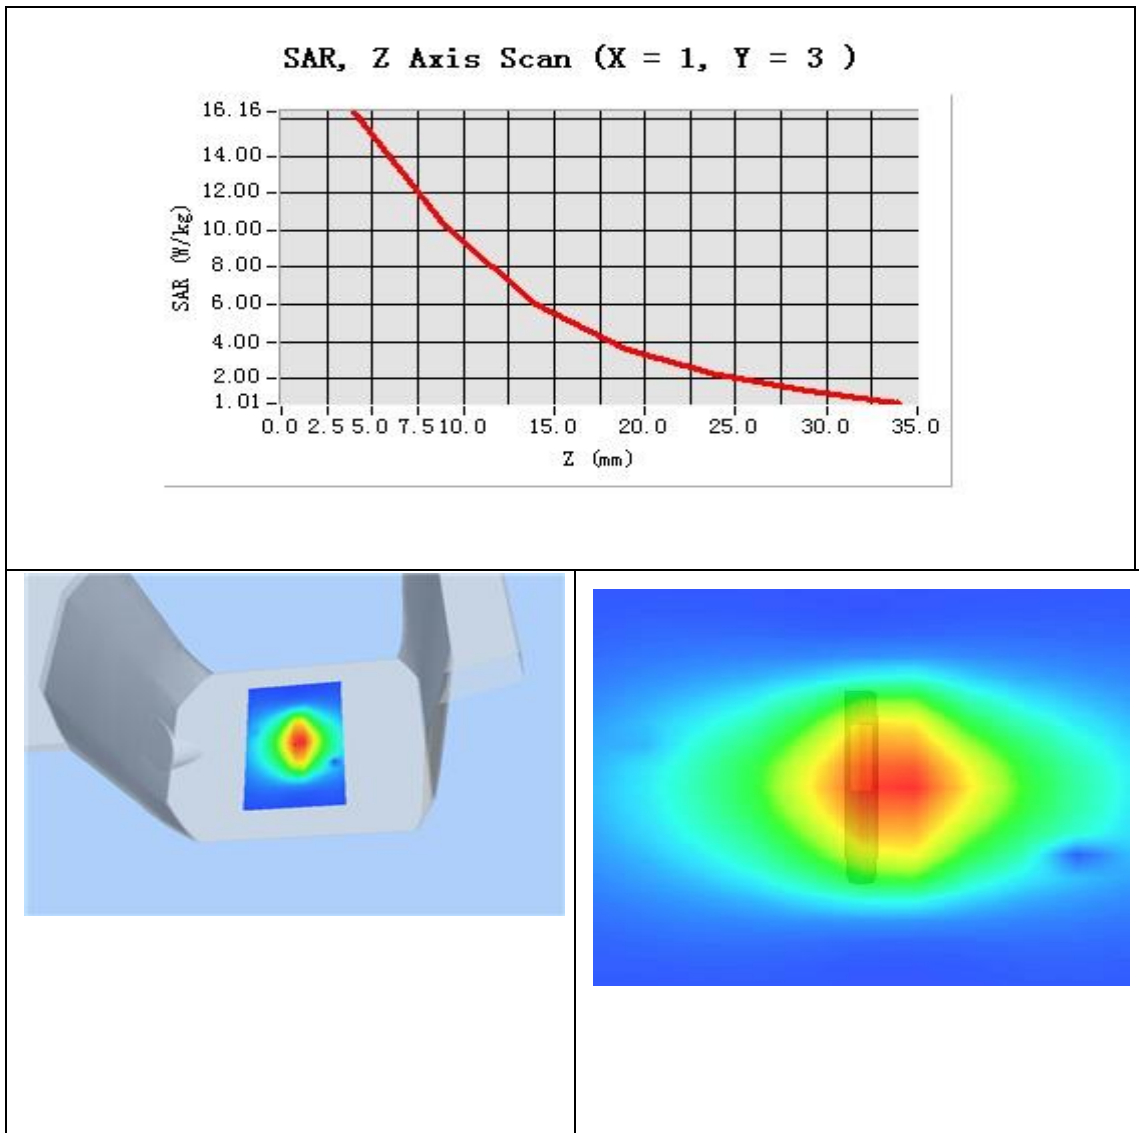 SAR, Z Axis Scan (X = 1, Y = 3 )
16.16
14.00
12.00
10.00
8.00
6.00
4.00
2.00
1.01
SAR (W/kg)
0.0 2.5 5.0 7.5 10.0 15.0 20.0 25.0 30.0 35.0
Z (mm)